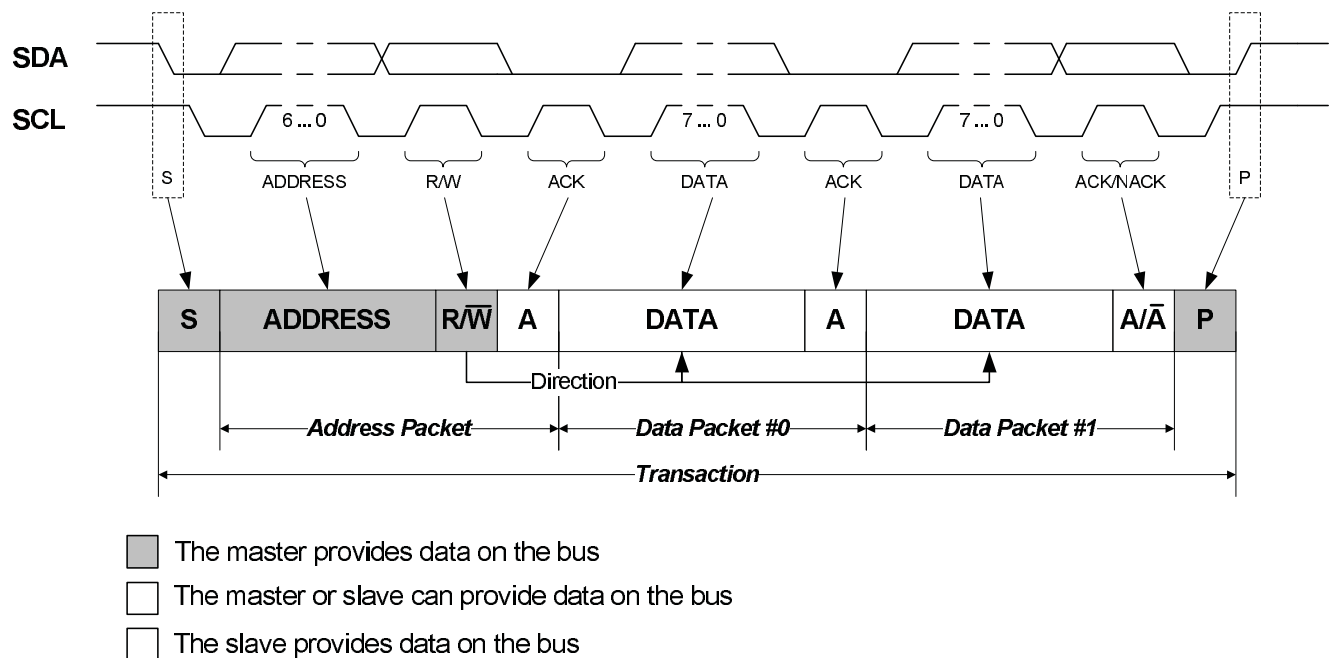 SDA
SCL
6 ... 0
7 ... 0
7 ... 0
S
ADDRESS
R/W
ACK
DATA
ACK
DATA
ACK/NACK
P
S
ADDRESS
R/W̅
A
DATA
A
DATA
A/A̅
P
Direction
Address Packet
Data Packet #0
Data Packet #1
Transaction
The master provides data on the bus
The master or slave can provide data on the bus
The slave provides data on the bus